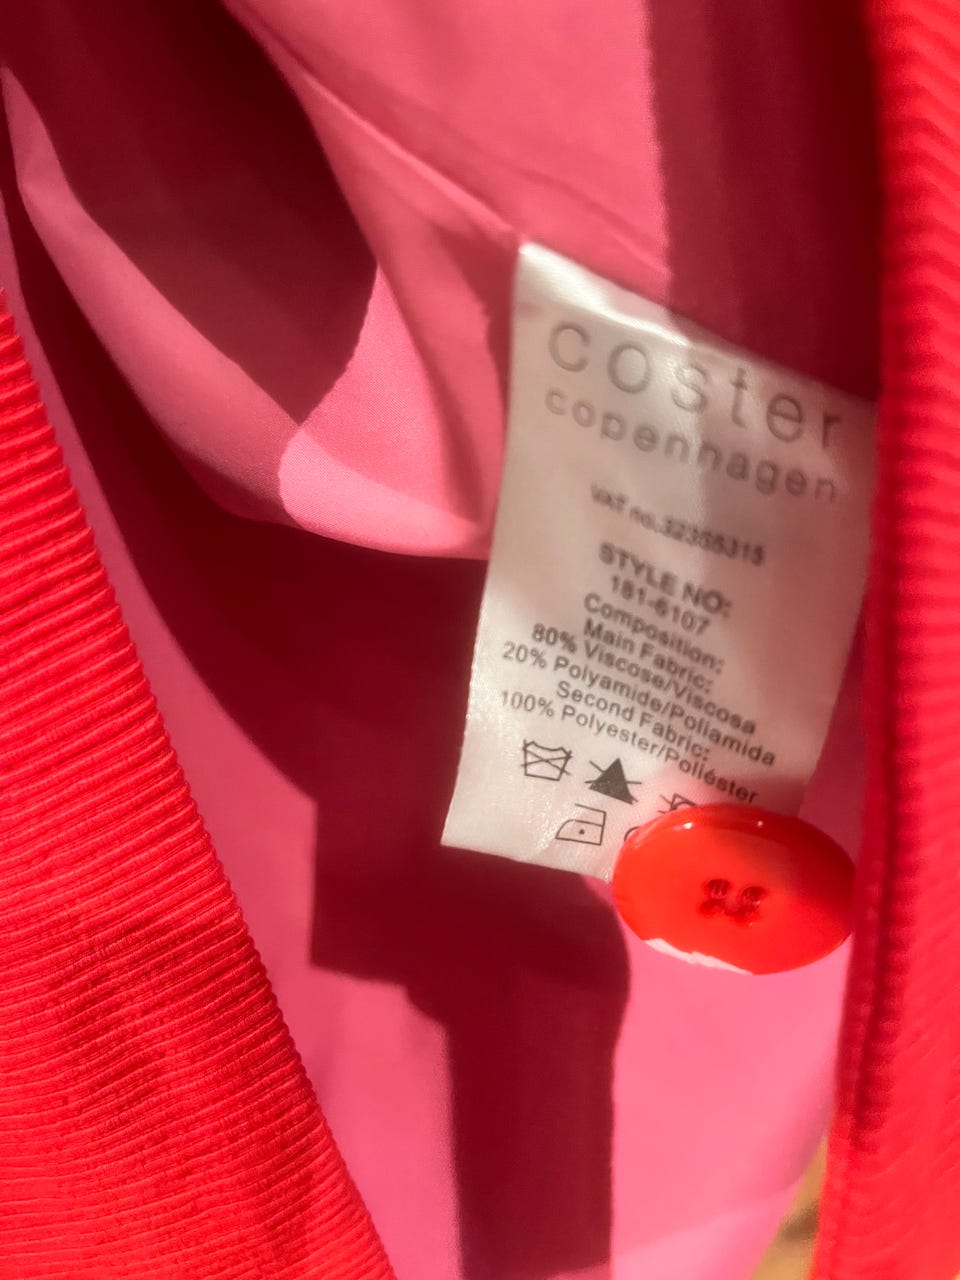 coster
copenhagen
VAT no.32355315
STYLE NO:
181-6107
Composition:
Main Fabric:
80% Viscose/Viscosa
20% Polyamide/Poliamida
Second Fabric:
100% Polyester/Poliéster